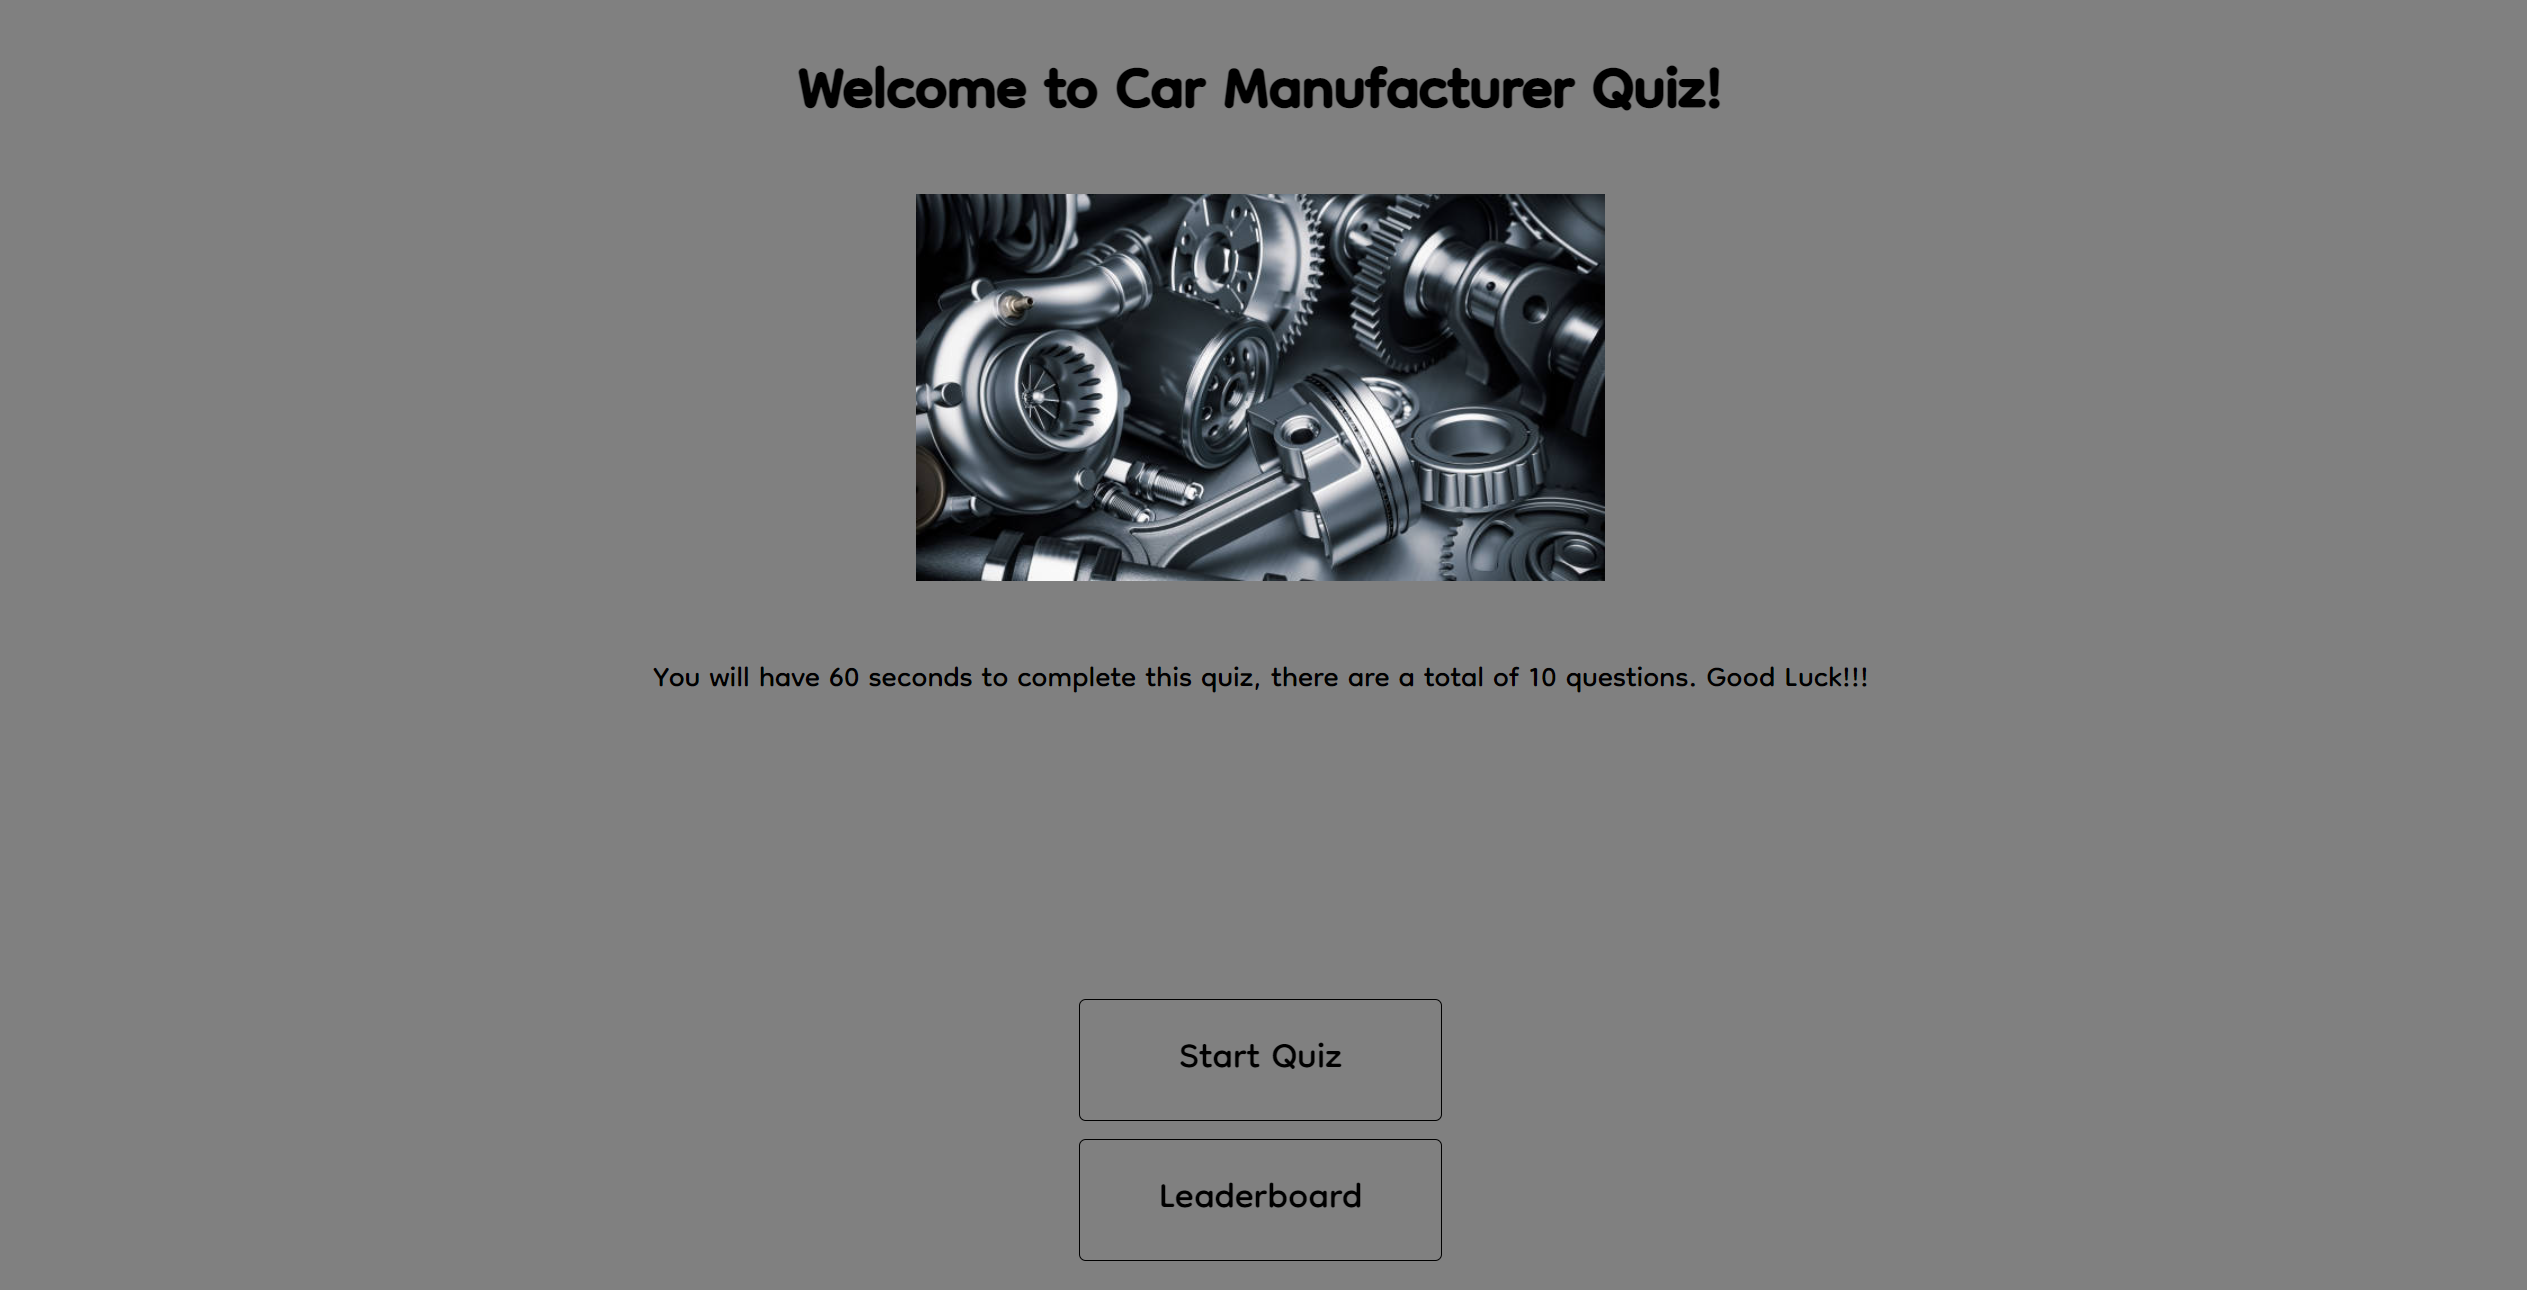 Welcome to Car Manufacturer Quiz!
You will have 60 seconds to complete this quiz, there are a total of 10 questions. Good Luck!!!
Start Quiz
Leaderboard